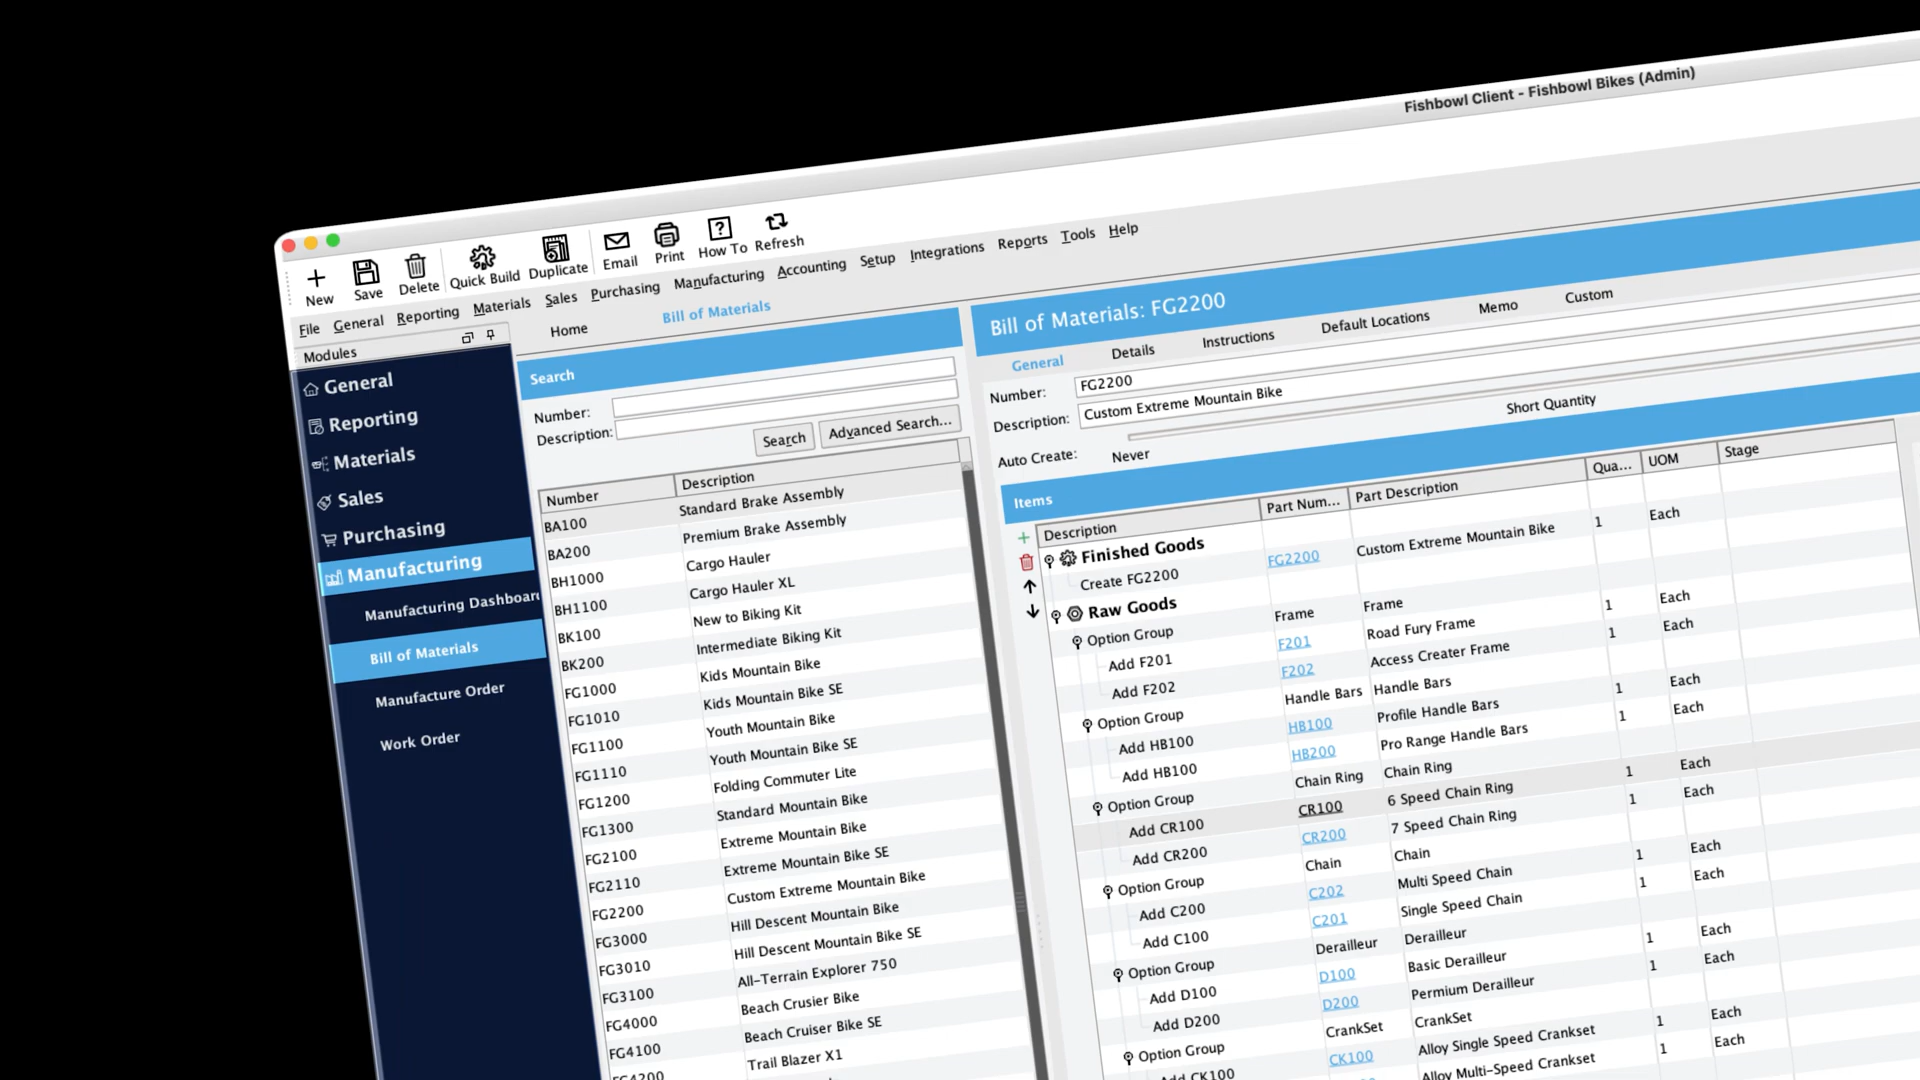 Fishbowl Client - Fishbowl Bikes (Admin)
New Save Delete Quick Build Duplicate Email Print How To Refresh
File General Reporting Materials Sales Purchasing Manufacturing Accounting Setup Integrations Reports Tools Help
Modules
General
Reporting
Materials
Sales
Purchasing
Manufacturing
Manufacturing Dashboard
Bill of Materials
Manufacture Order
Work Order
Home Bill of Materials
Search
Number:
Description:
Search Advanced Search...
Number Description
BA100 Standard Brake Assembly
BA200 Premium Brake Assembly
BH1000 Cargo Hauler
BH1100 Cargo Hauler XL
BK100 New to Biking Kit
BK200 Intermediate Biking Kit
FG1000 Kids Mountain Bike
FG1010 Kids Mountain Bike SE
FG1100 Youth Mountain Bike
FG1110 Youth Mountain Bike SE
FG1200 Folding Commuter Lite
FG1300 Standard Mountain Bike
FG2100 Extreme Mountain Bike
FG2110 Extreme Mountain Bike SE
FG2200 Custom Extreme Mountain Bike
FG3000 Hill Descent Mountain Bike
FG3010 Hill Descent Mountain Bike SE
FG3100 All-Terrain Explorer 750
FG4000 Beach Crusier Bike
FG4100 Beach Cruiser Bike SE
FG4200 Trail Blazer X1
Bill of Materials: FG2200
General Details Instructions Default Locations Memo Custom
Number: FG2200
Description: Custom Extreme Mountain Bike
Auto Create: Never Short Quantity
Items
Description Part Num... Part Description Qua... UOM Stage
Finished Goods
Create FG2200 FG2200 Custom Extreme Mountain Bike 1 Each
Raw Goods
Option Group Frame Frame
Add F201 F201 Road Fury Frame 1 Each
Add F202 F202 Access Creater Frame 1 Each
Option Group Handle Bars Handle Bars
Add HB100 HB100 Profile Handle Bars 1 Each
Add HB100 HB200 Pro Range Handle Bars 1 Each
Option Group Chain Ring Chain Ring
Add CR100 CR100 6 Speed Chain Ring 1 Each
Add CR200 CR200 7 Speed Chain Ring 1 Each
Option Group Chain Chain
Add C200 C202 Multi Speed Chain 1 Each
Add C100 C201 Single Speed Chain 1 Each
Option Group Derailleur Derailleur
Add D100 D100 Basic Derailleur 1 Each
Add D200 D200 Permium Derailleur 1 Each
Option Group CrankSet CrankSet
Add CK100 CK100 Alloy Single Speed Crankset 1 Each
Alloy Multi-Speed Crankset 1 Each